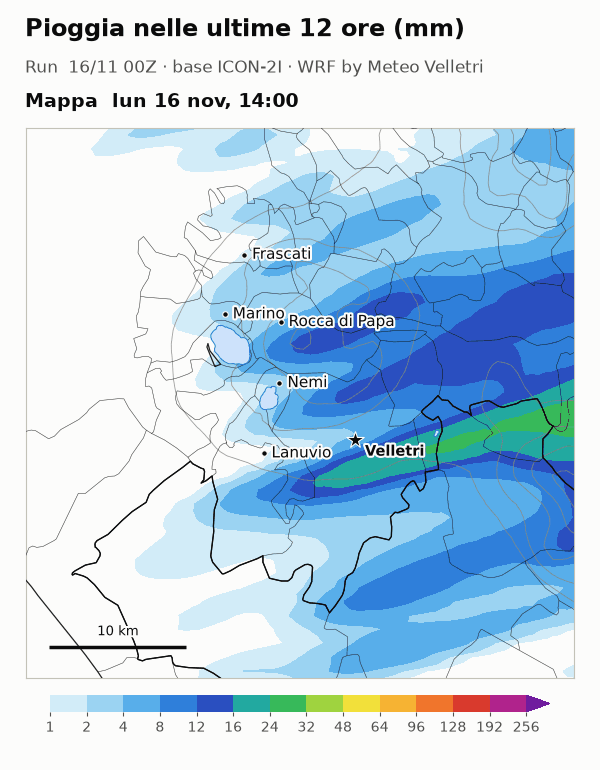 Pioggia nelle ultime 12 ore (mm)
Run 16/11 00Z · base ICON-2I · WRF by Meteo Velletri
Mappa lun 16 nov, 14:00
Frascati
Marino
Rocca di Papa
Nemi
Velletri
Lanuvio
10 km
1 2 4 8 12 16 24 32 48 64 96 128 192 256